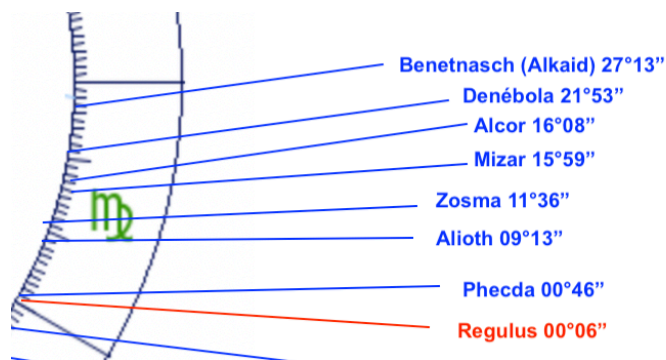 Benetnasch (Alkaid) 27°13”
Denébola 21°53”
Alcor 16°08”
Mizar 15°59”
Zosma 11°36”
Alioth 09°13”
Phecda 00°46”
Regulus 00°06”